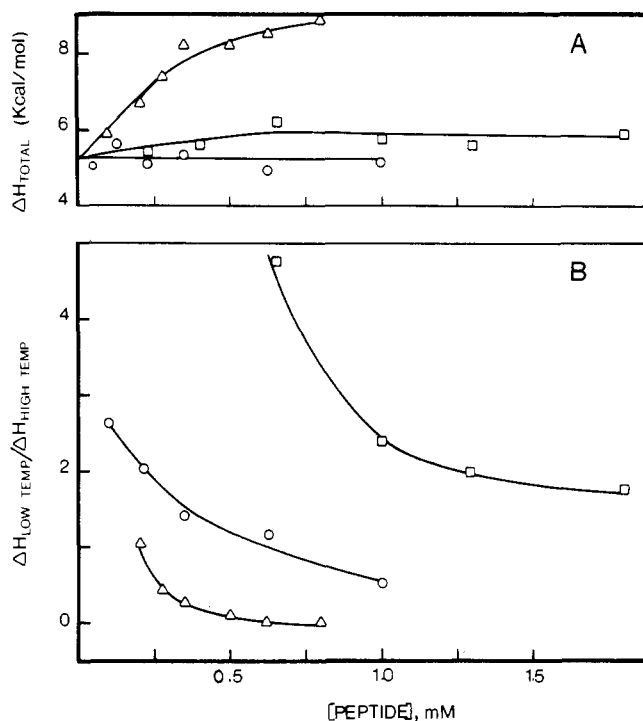 A
ΔH_TOTAL (Kcal/mol)
8
6
4
B
ΔH_LOW TEMP/ΔH_HIGH TEMP
4
2
0
0.5
1.0
1.5
[PEPTIDE], mM